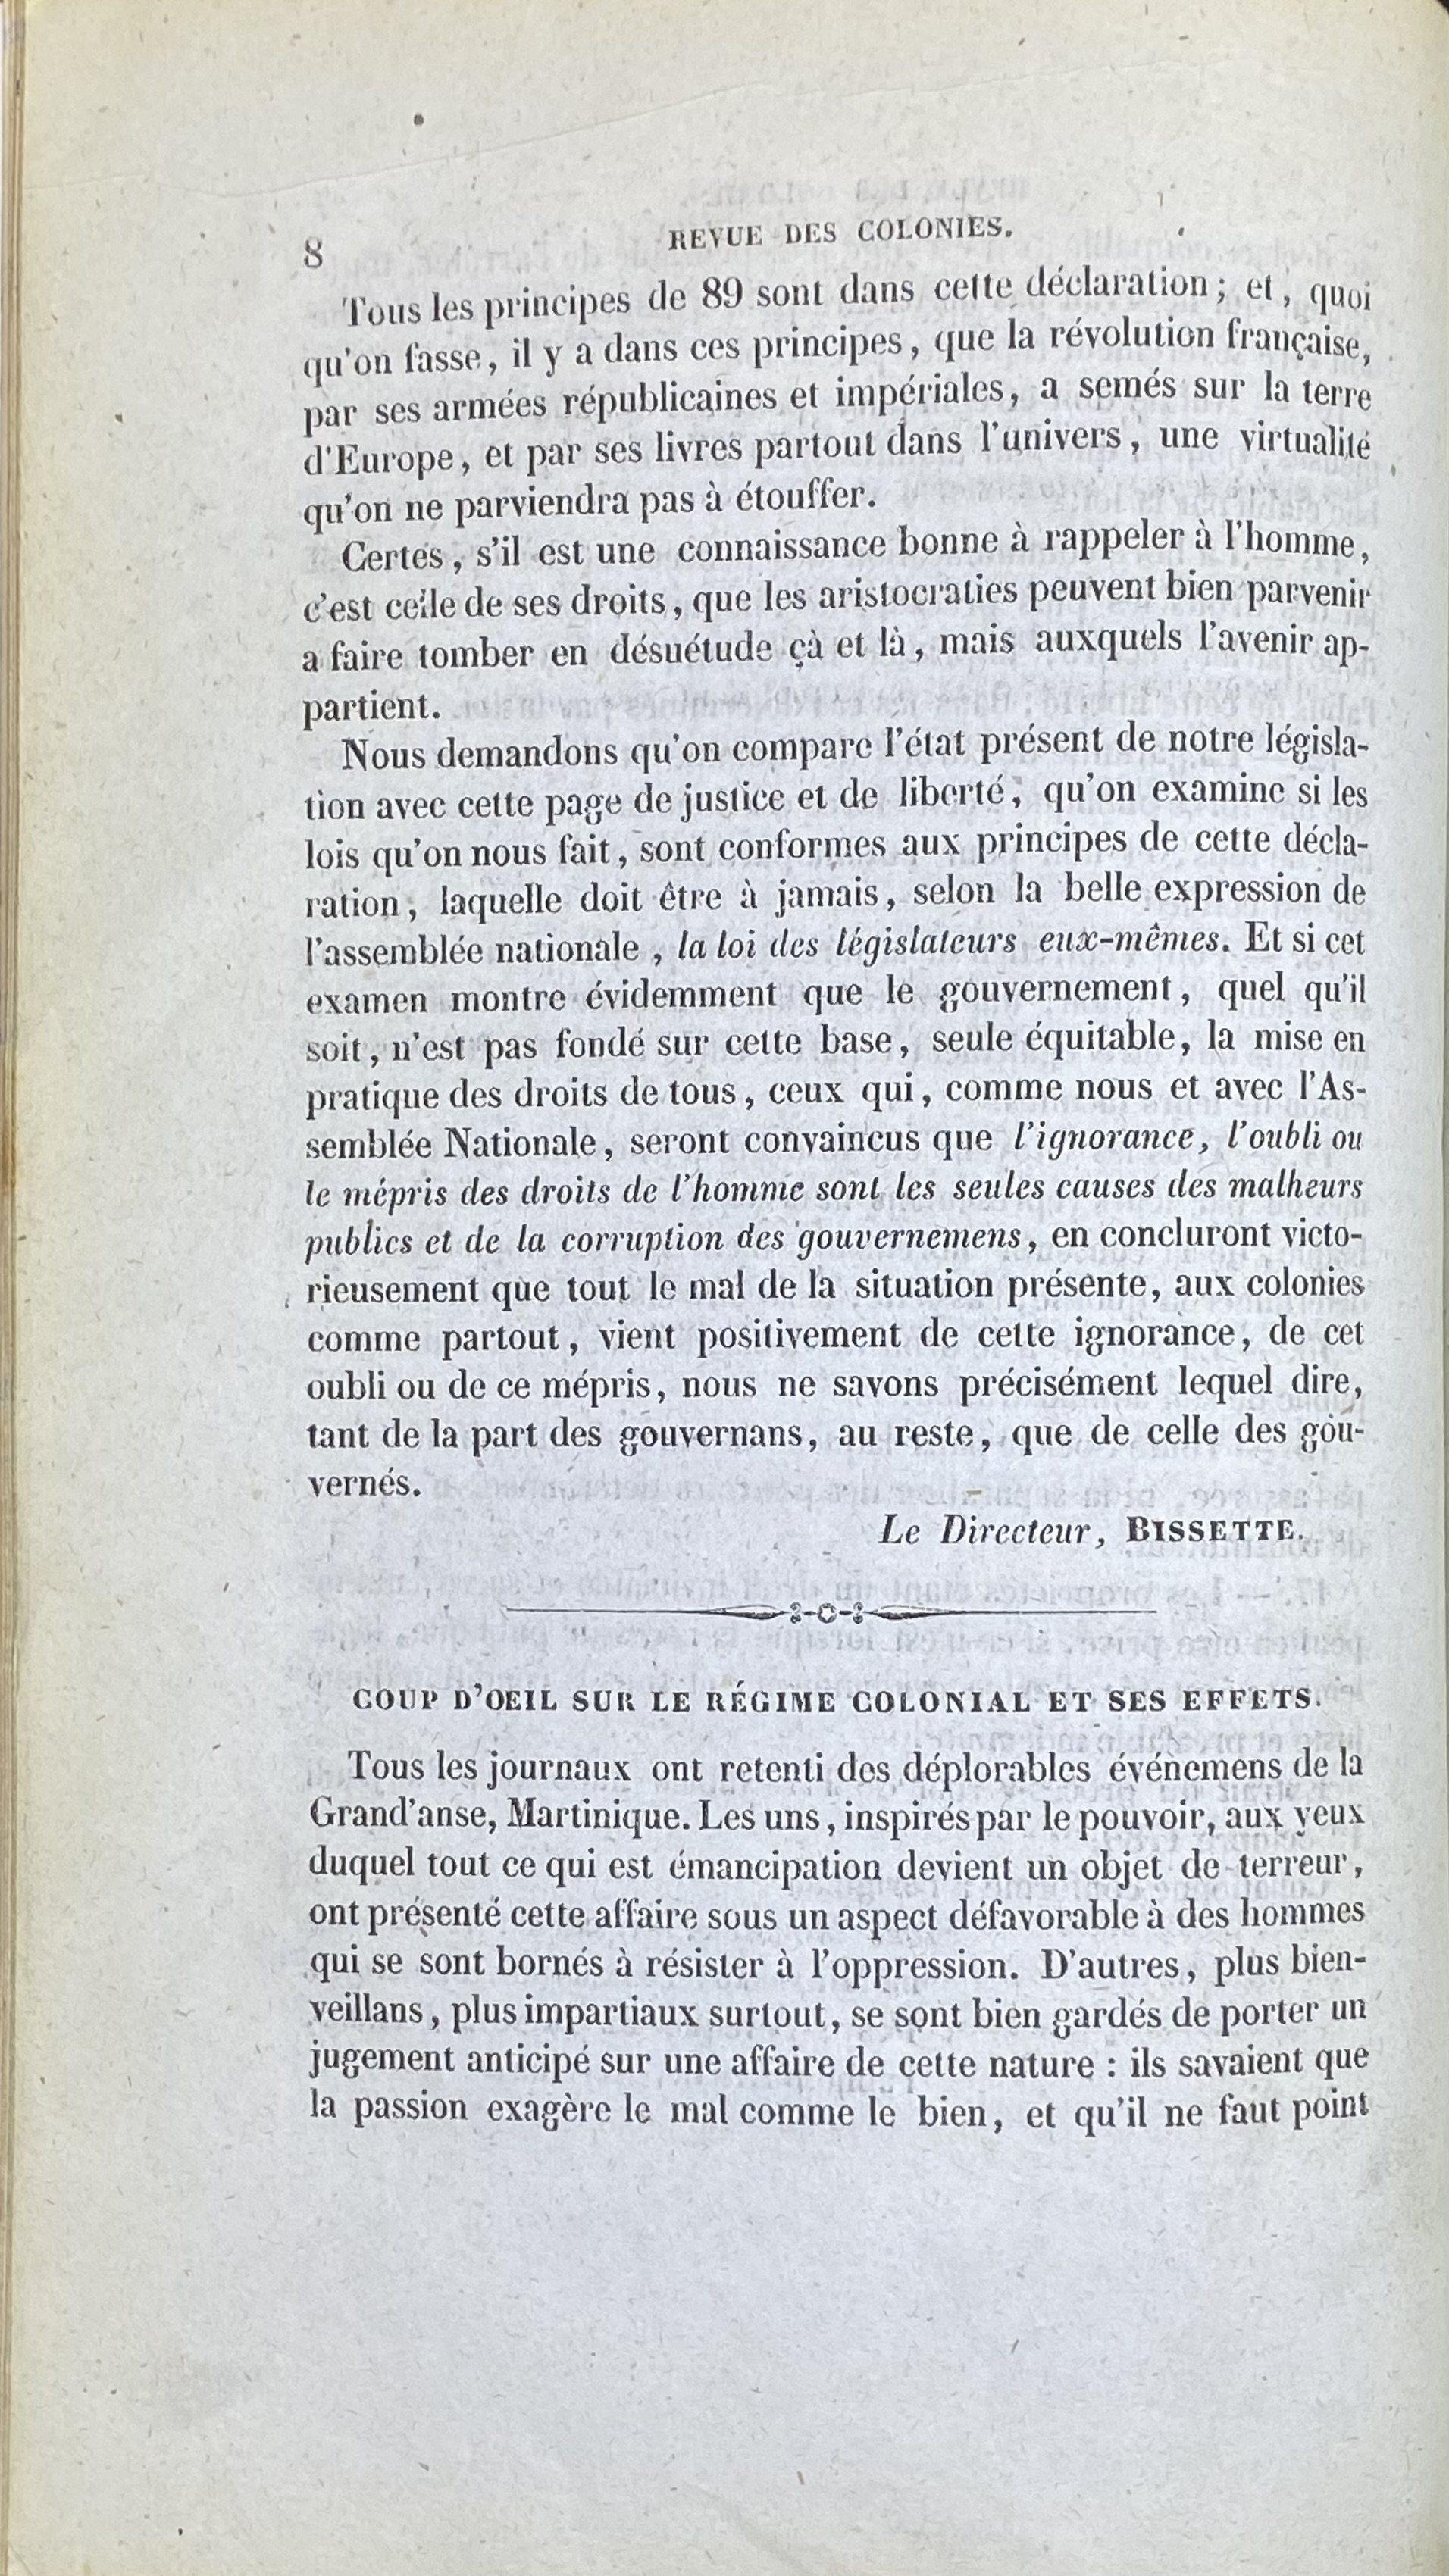 8
REVUE DES COLONIES.
Tous les principes de 89 sont dans cette déclaration ; et, quoi
qu'on fasse, il y a dans ces principes, que la révolution française,
par ses armées républicaines et impériales, a semés sur la terre
d'Europe, et par ses livres partout dans l'univers, une virtualité
qu'on ne parviendra pas à étouffer.
Certes, s'il est une connaissance bonne à rappeler à l'homme,
c'est celle de ses droits, que les aristocraties peuvent bien parvenir
a faire tomber en désuétude çà et là, mais auxquels l'avenir ap-
partient.
Nous demandons qu'on compare l'état présent de notre législa-
tion avec cette page de justice et de liberté, qu'on examine si les
lois qu'on nous fait, sont conformes aux principes de cette décla-
ration, laquelle doit être à jamais, selon la belle expression de
l'assemblée nationale, la loi des législateurs eux-mêmes. Et si cet
examen montre évidemment que le gouvernement, quel qu'il
soit, n'est pas fondé sur cette base, seule équitable, la mise en
pratique des droits de tous, ceux qui, comme nous et avec l'As-
semblée Nationale, seront convaincus que l'ignorance, l'oubli ou
le mépris des droits de l'homme sont les seules causes des malheurs
publics et de la corruption des gouvernemens, en concluront victo-
rieusement que tout le mal de la situation présente, aux colonies
comme partout, vient positivement de cette ignorance, de cet
oubli ou de ce mépris, nous ne savons précisément lequel dire,
tant de la part des gouvernans, au reste, que de celle des gou-
vernés.
Le Directeur, BISSETTE.
COUP D'OEIL SUR LE RÉGIME COLONIAL ET SES EFFETS.
Tous les journaux ont retenti des déplorables événemens de la
Grand'anse, Martinique. Les uns, inspirés par le pouvoir, aux yeux
duquel tout ce qui est émancipation devient un objet de terreur,
ont présenté cette affaire sous un aspect défavorable à des hommes
qui se sont bornés à résister à l'oppression. D'autres, plus bien-
veillans, plus impartiaux surtout, se sont bien gardés de porter un
jugement anticipé sur une affaire de cette nature : ils savaient que
la passion exagère le mal comme le bien, et qu'il ne faut point